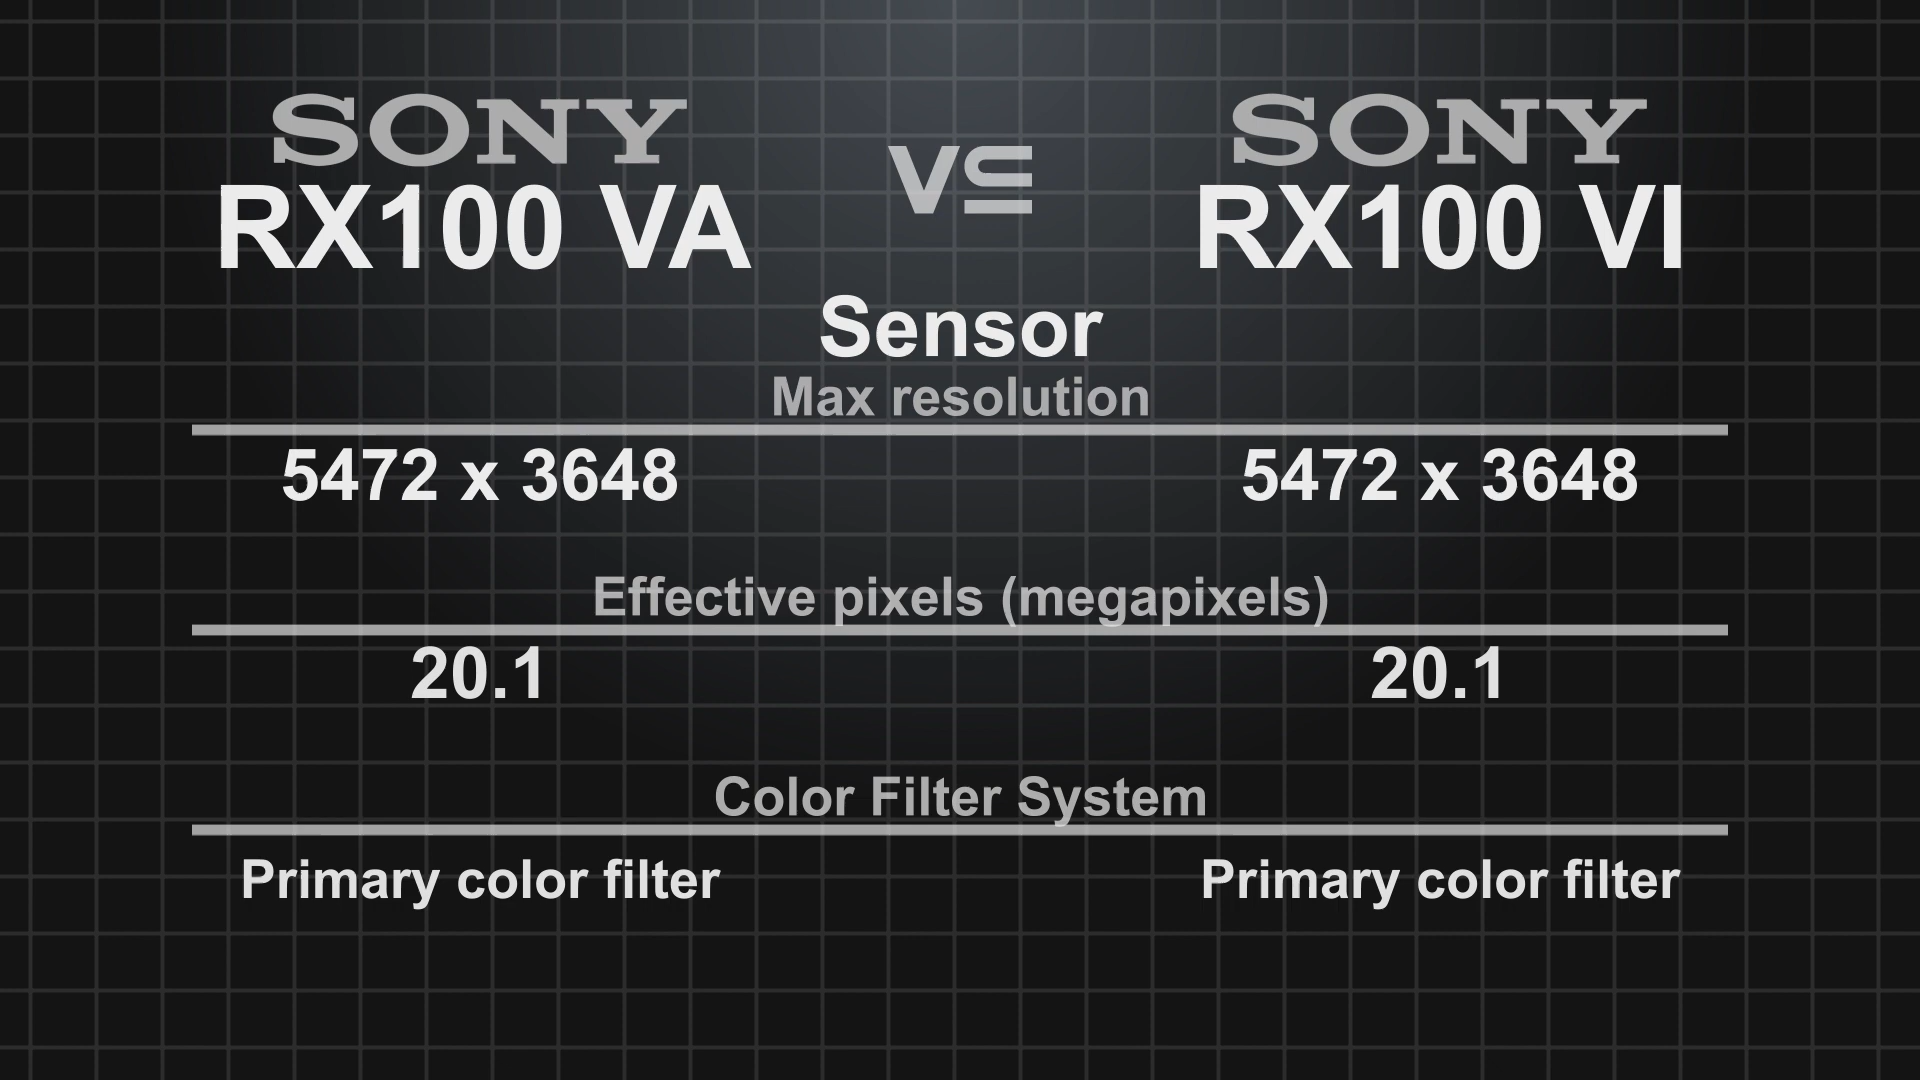 SONY
RX100 VA
VS
SONY
RX100 VI
Sensor
Max resolution
5472 x 3648
5472 x 3648
Effective pixels (megapixels)
20.1
20.1
Color Filter System
Primary color filter
Primary color filter